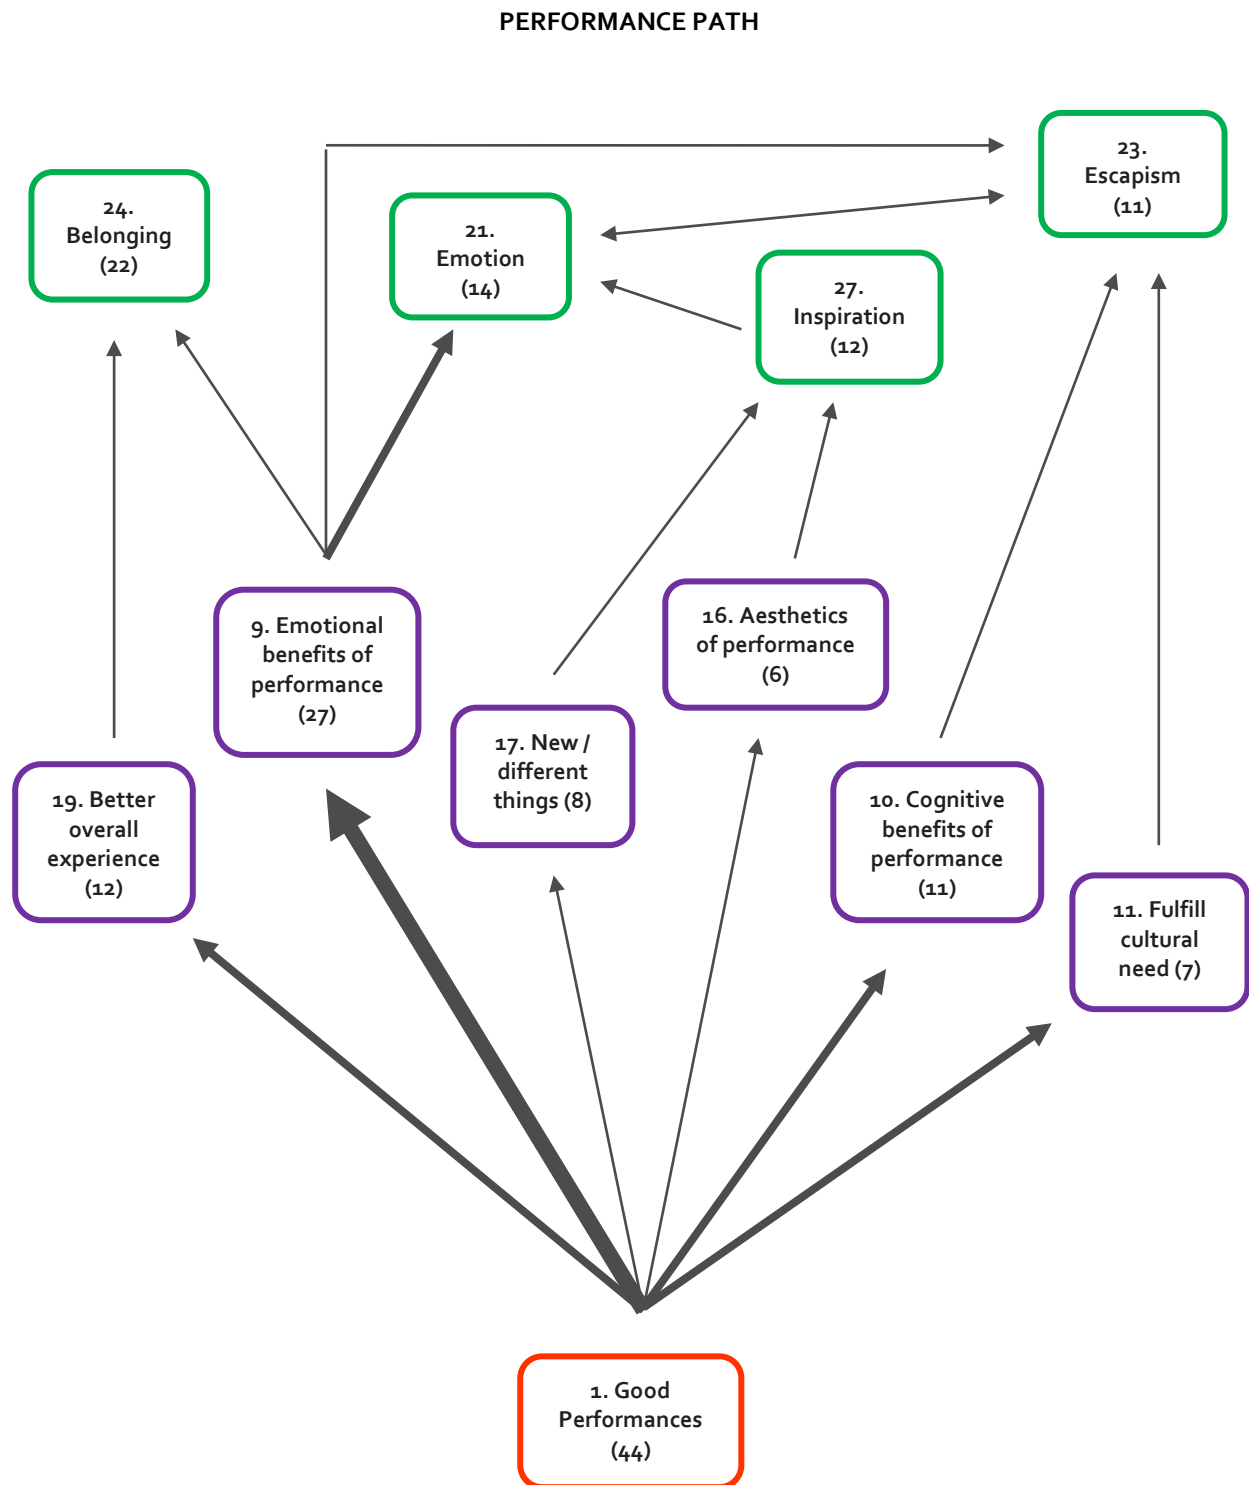 PERFORMANCE PATH
23.
Escapism
(11)
24.
Belonging
(22)
21.
Emotion
(14)
27.
Inspiration
(12)
9. Emotional
benefits of
performance
(27)
16. Aesthetics
of performance
(6)
17. New /
different
things (8)
19. Better
overall
experience
(12)
10. Cognitive
benefits of
performance
(11)
11. Fulfill
cultural
need (7)
1. Good
Performances
(44)